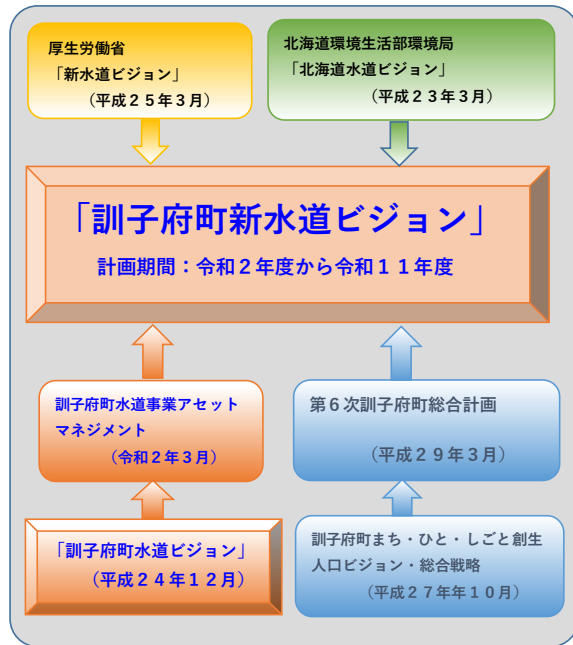 厚生労働省
「新水道ビジョン」
（平成２５年３月）
北海道環境生活部環境局
「北海道水道ビジョン」
（平成２３年３月）
「訓子府町新水道ビジョン」
計画期間：令和２年度から令和１１年度
訓子府町水道事業アセット
マネジメント
（令和２年３月）
第６次訓子府町総合計画
（平成２９年３月）
「訓子府町水道ビジョン」
（平成２４年１２月）
訓子府町まち・ひと・しごと創生
人口ビジョン・総合戦略
（平成２７年年１０月）